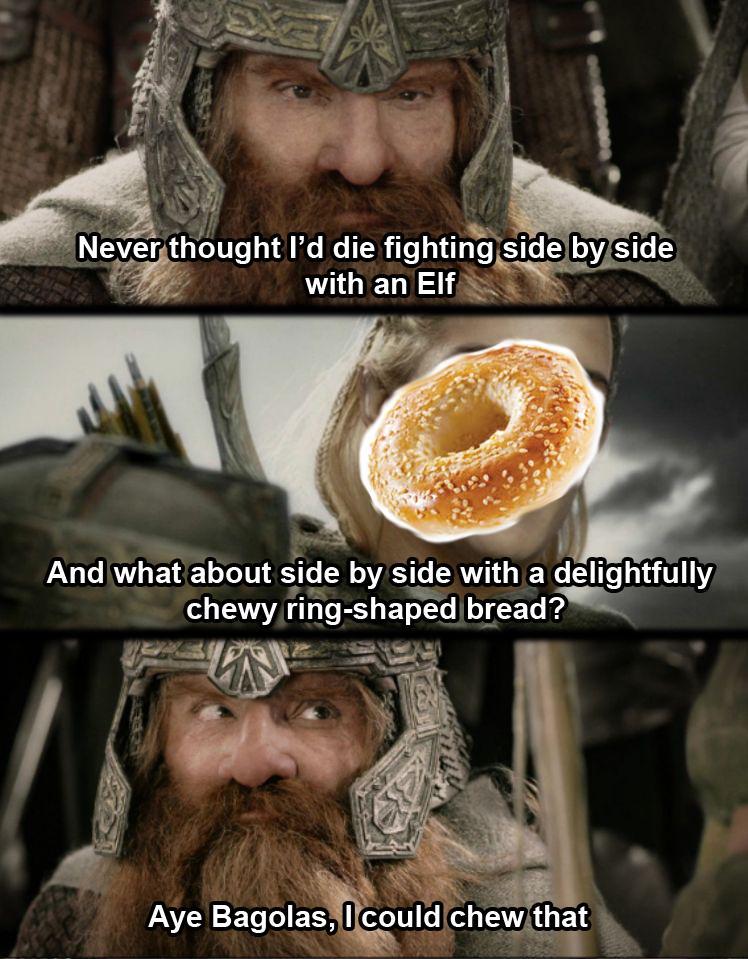 Never thought I’d die fighting side by side
with an Elf
And what about side by side with a delightfully
chewy ring-shaped bread?
Aye Bagolas, I could chew that